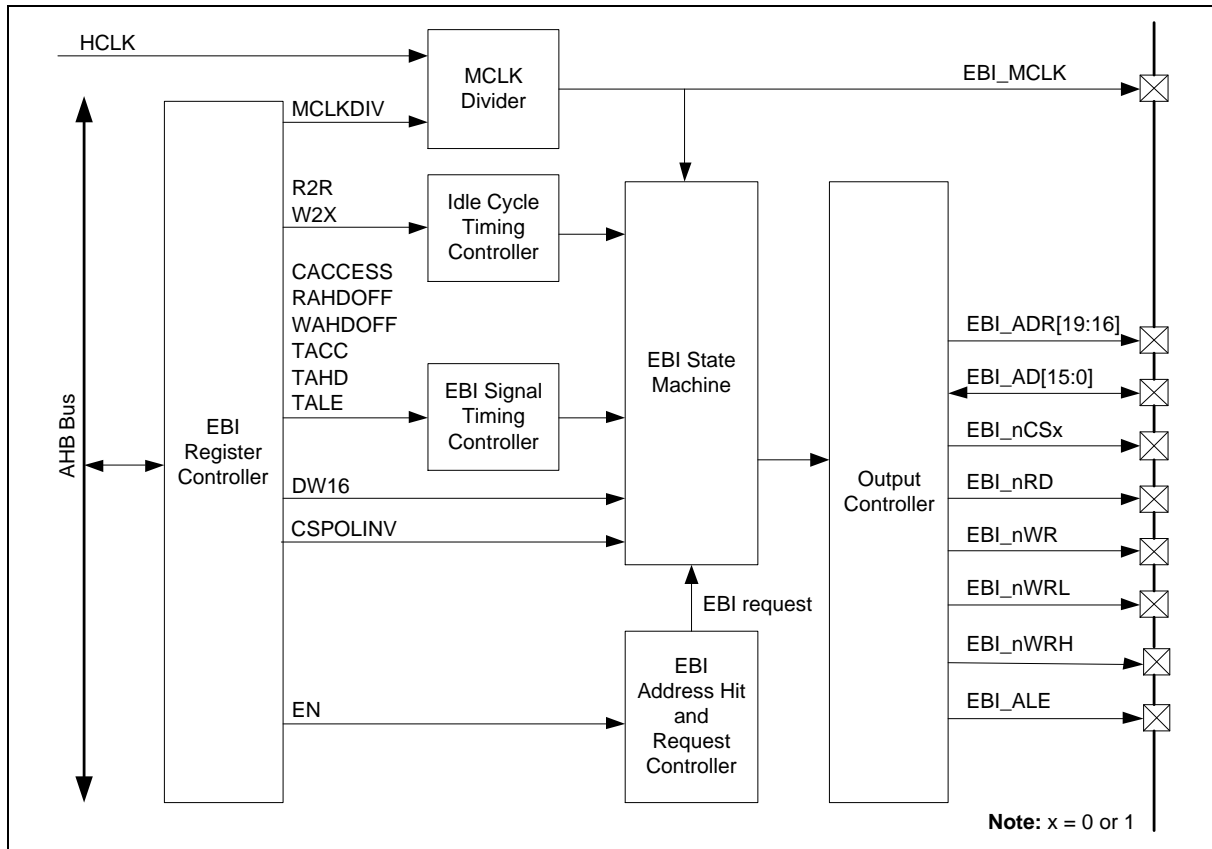 HCLK
MCLK
Divider
EBI_MCLK
MCLKDIV
R2R
W2X
Idle Cycle
Timing
Controller
CACCESS
RAHDOFF
WAHDOFF
TACC
TAHD
TALE
EBI Signal
Timing
Controller
EBI State
Machine
AHB Bus
EBI
Register
Controller
DW16
CSPOLINV
EBI request
EN
EBI
Address Hit
and
Request
Controller
Output
Controller
EBI_ADR[19:16]
EBI_AD[15:0]
EBI_nCSx
EBI_nRD
EBI_nWR
EBI_nWRL
EBI_nWRH
EBI_ALE
Note: x = 0 or 1